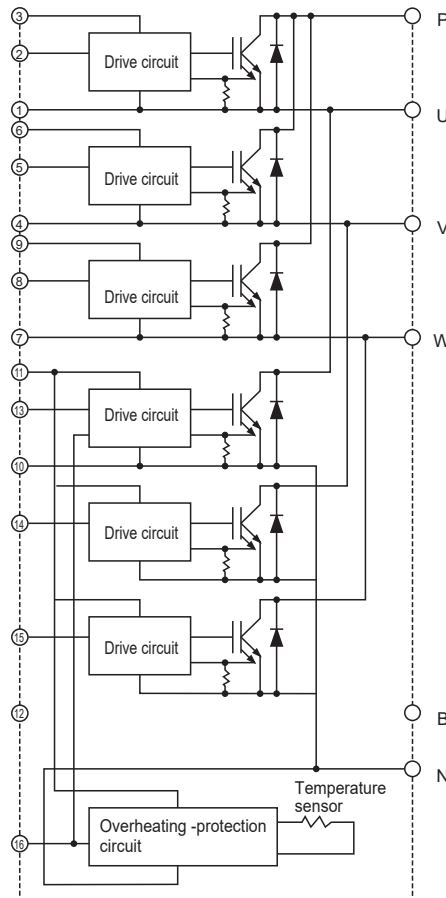 ③
P
②
Drive circuit
①
U
⑥
⑤
Drive circuit
④
V
⑨
⑧
Drive circuit
⑦
W
⑪
⑬
Drive circuit
⑩
⑭
Drive circuit
⑮
Drive circuit
⑫
B
N
Temperature
sensor
Overheating -protection
circuit
⑯